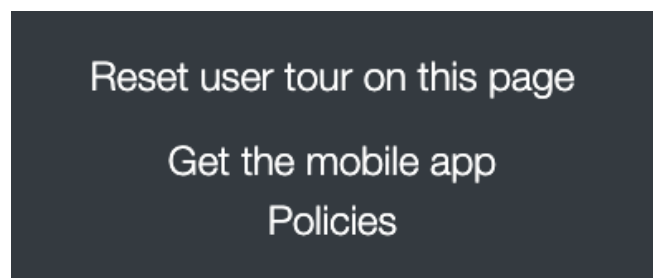 Reset user tour on this page
Get the mobile app
Policies